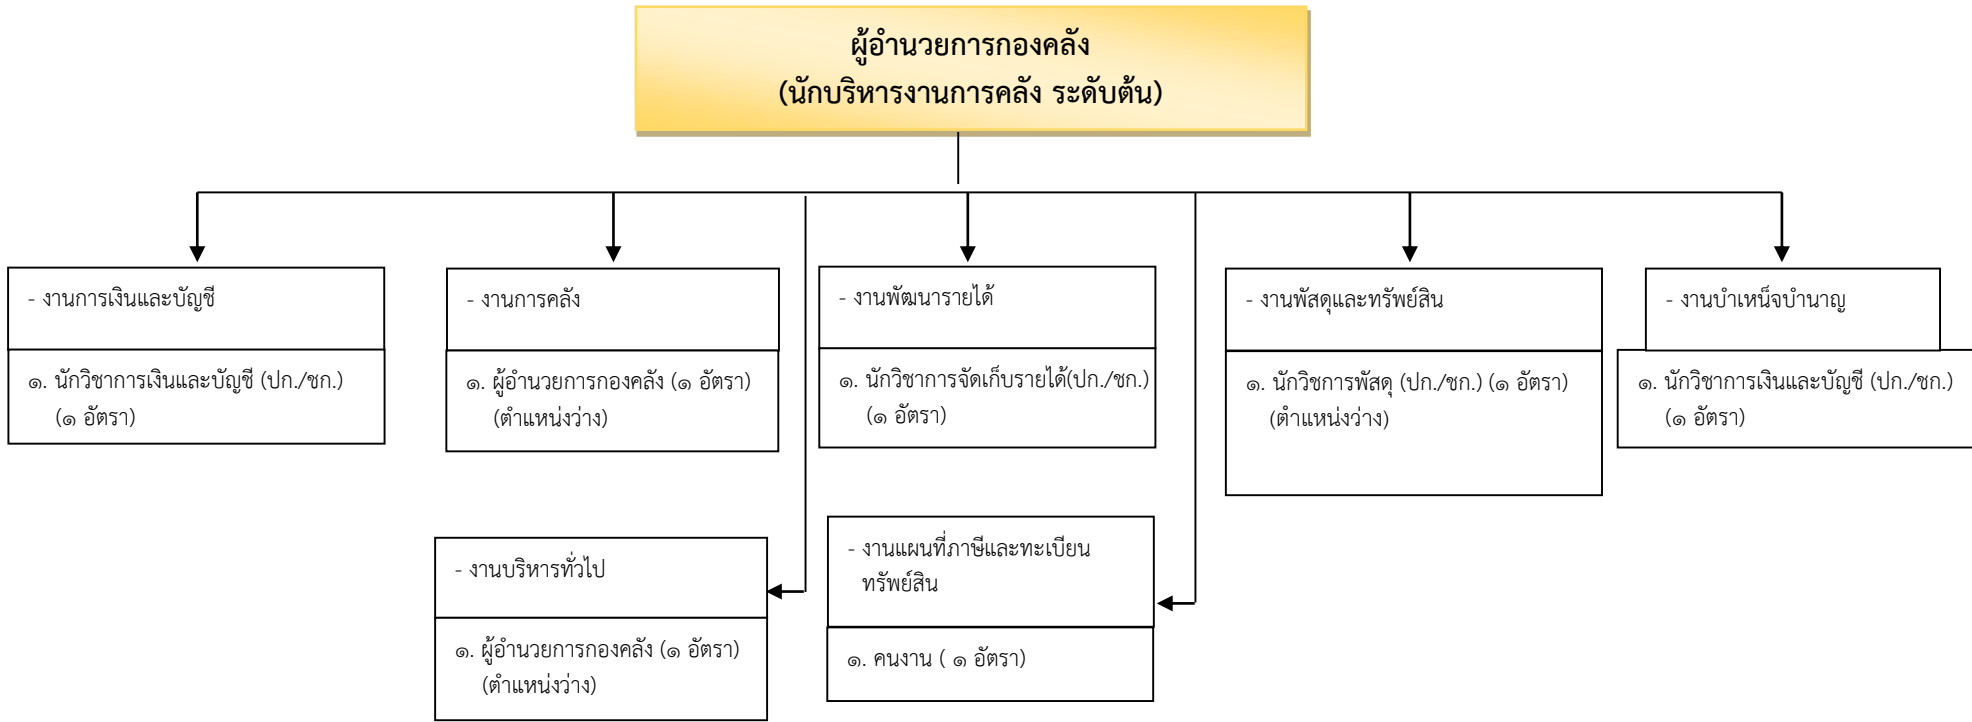 ผู้อำนวยการกองคลัง
(นักบริหารงานการคลัง ระดับต้น)
- งานการเงินและบัญชี
๑. นักวิชาการเงินและบัญชี (ปก./ชก.)
(๑ อัตรา)
- งานการคลัง
๑. ผู้อำนวยการกองคลัง (๑ อัตรา)
(ตำแหน่งว่าง)
- งานพัฒนารายได้
๑. นักวิชาการจัดเก็บรายได้(ปก./ชก.)
(๑ อัตรา)
- งานพัสดุและทรัพย์สิน
๑. นักวิชการพัสดุ (ปก./ชก.) (๑ อัตรา)
(ตำแหน่งว่าง)
- งานบำเหน็จบำนาญ
๑. นักวิชาการเงินและบัญชี (ปก./ชก.)
(๑ อัตรา)
- งานบริหารทั่วไป
๑. ผู้อำนวยการกองคลัง (๑ อัตรา)
(ตำแหน่งว่าง)
- งานแผนที่ภาษีและทะเบียน
ทรัพย์สิน
๑. คนงาน ( ๑ อัตรา)